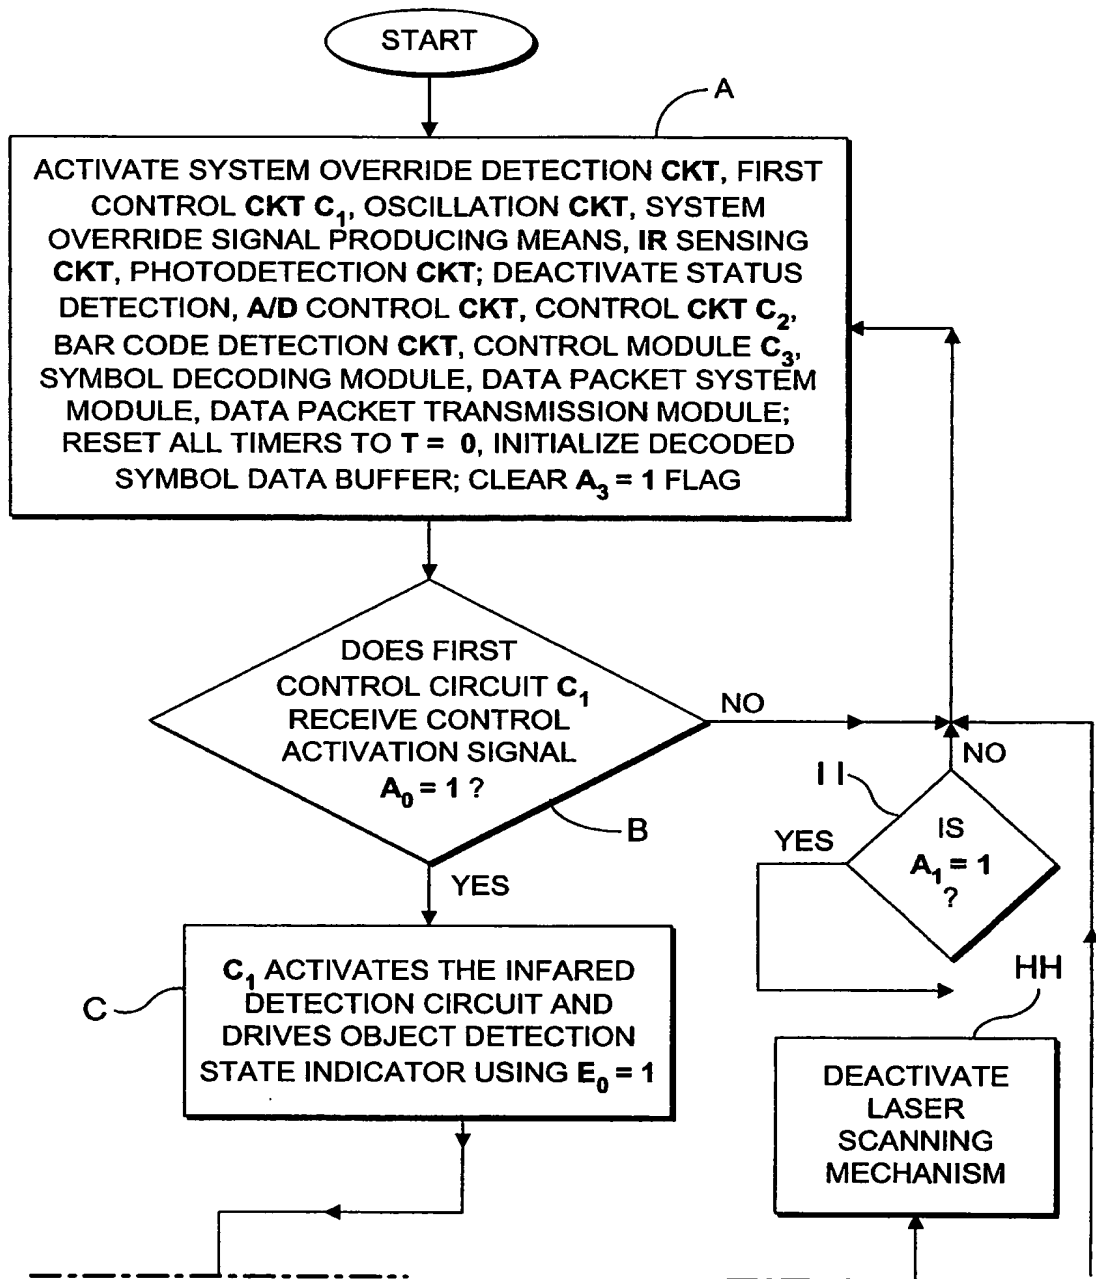 START
A
ACTIVATE SYSTEM OVERRIDE DETECTION CKT, FIRST
CONTROL CKT C₁, OSCILLATION CKT, SYSTEM
OVERRIDE SIGNAL PRODUCING MEANS, IR SENSING
CKT, PHOTODETECTION CKT; DEACTIVATE STATUS
DETECTION, A/D CONTROL CKT, CONTROL CKT C₂,
BAR CODE DETECTION CKT, CONTROL MODULE C₃,
SYMBOL DECODING MODULE, DATA PACKET SYSTEM
MODULE, DATA PACKET TRANSMISSION MODULE;
RESET ALL TIMERS TO T = 0, INITIALIZE DECODED
SYMBOL DATA BUFFER; CLEAR A₃ = 1 FLAG
DOES FIRST
CONTROL CIRCUIT C₁
RECEIVE CONTROL
ACTIVATION SIGNAL
A₀ = 1 ?
NO
B
YES
NO
II
YES
IS
A₁ = 1
?
C₁ ACTIVATES THE INFARED
DETECTION CIRCUIT AND
DRIVES OBJECT DETECTION
STATE INDICATOR USING E₀ = 1
C
HH
DEACTIVATE
LASER
SCANNING
MECHANISM